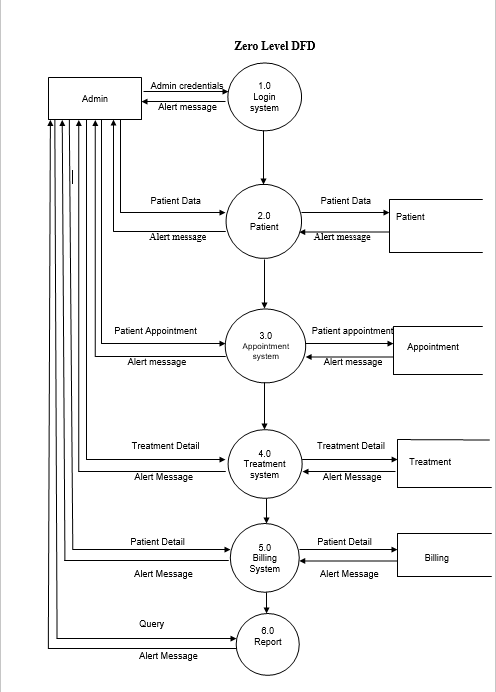 Zero Level DFD
Admin
Admin credentials
Alert message
1.0
Login
system
Patient Data
Alert message
2.0
Patient
Patient Data
Alert message
Patient
Patient Appointment
Alert message
3.0
Appointment
system
Patient appointment
Alert message
Appointment
Treatment Detail
Alert Message
4.0
Treatment
system
Treatment Detail
Alert Message
Treatment
Patient Detail
Alert Message
5.0
Billing
System
Patient Detail
Alert Message
Billing
Query
Alert Message
6.0
Report